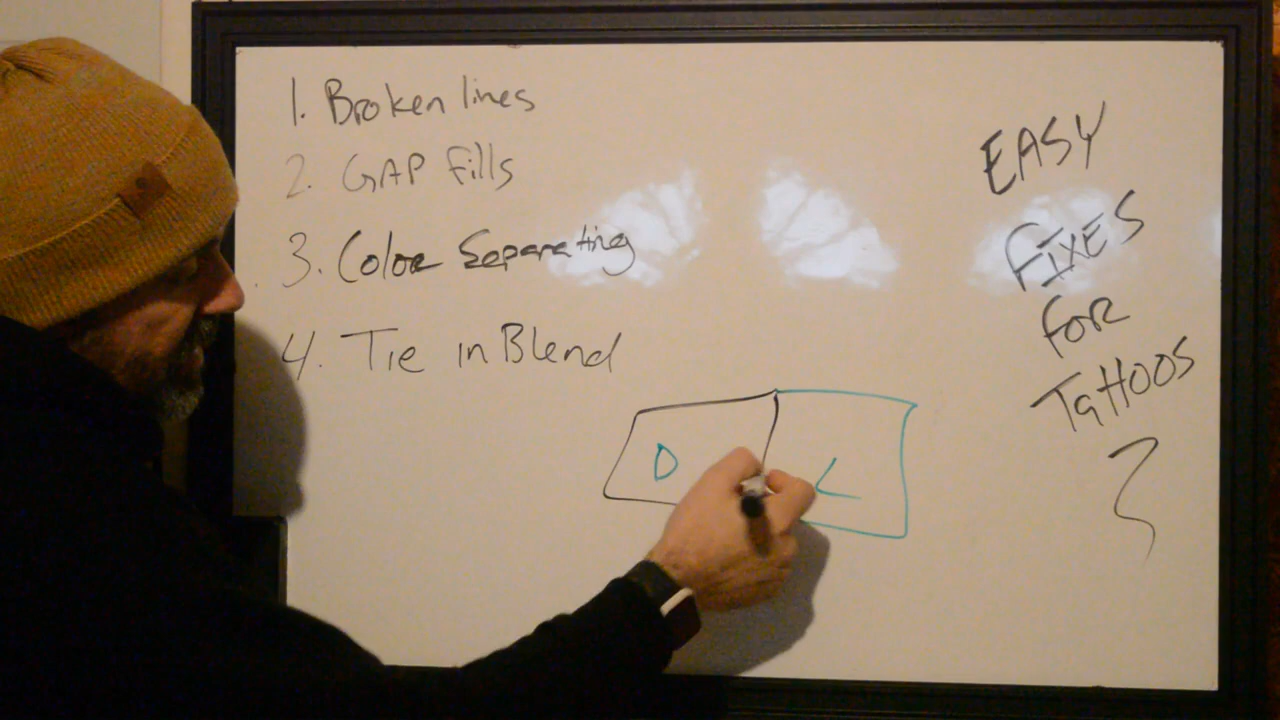 1. Broken lines
2. GAP fills
3. Color Separating
4. Tie in Blend
D
L
EASY
FixES
for
TattOOS
?